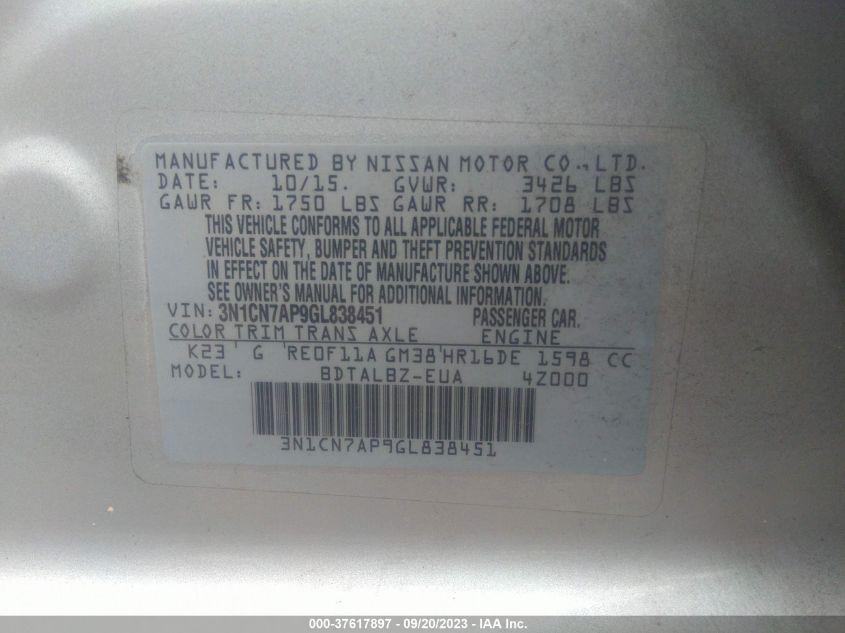 MANUFACTURED BY NISSAN MOTOR CO.,LTD.
DATE: 10/15. GVWR: 3426 LBS
GAWR FR: 1750 LBS GAWR RR: 1708 LBS
THIS VEHICLE CONFORMS TO ALL APPLICABLE FEDERAL MOTOR
VEHICLE SAFETY, BUMPER AND THEFT PREVENTION STANDARDS
IN EFFECT ON THE DATE OF MANUFACTURE SHOWN ABOVE.
SEE OWNER'S MANUAL FOR ADDITIONAL INFORMATION.
VIN: 3N1CN7AP9GL838451 PASSENGER CAR.
COLOR TRIM TRANS AXLE ENGINE
K23 ' G 'RE0F11A GM38'HR16DE 1598 CC
MODEL: BDTALBZ-EUA 4Z000
3N1CN7AP9GL838451
000-37617897 - 09/20/2023 - IAA Inc.